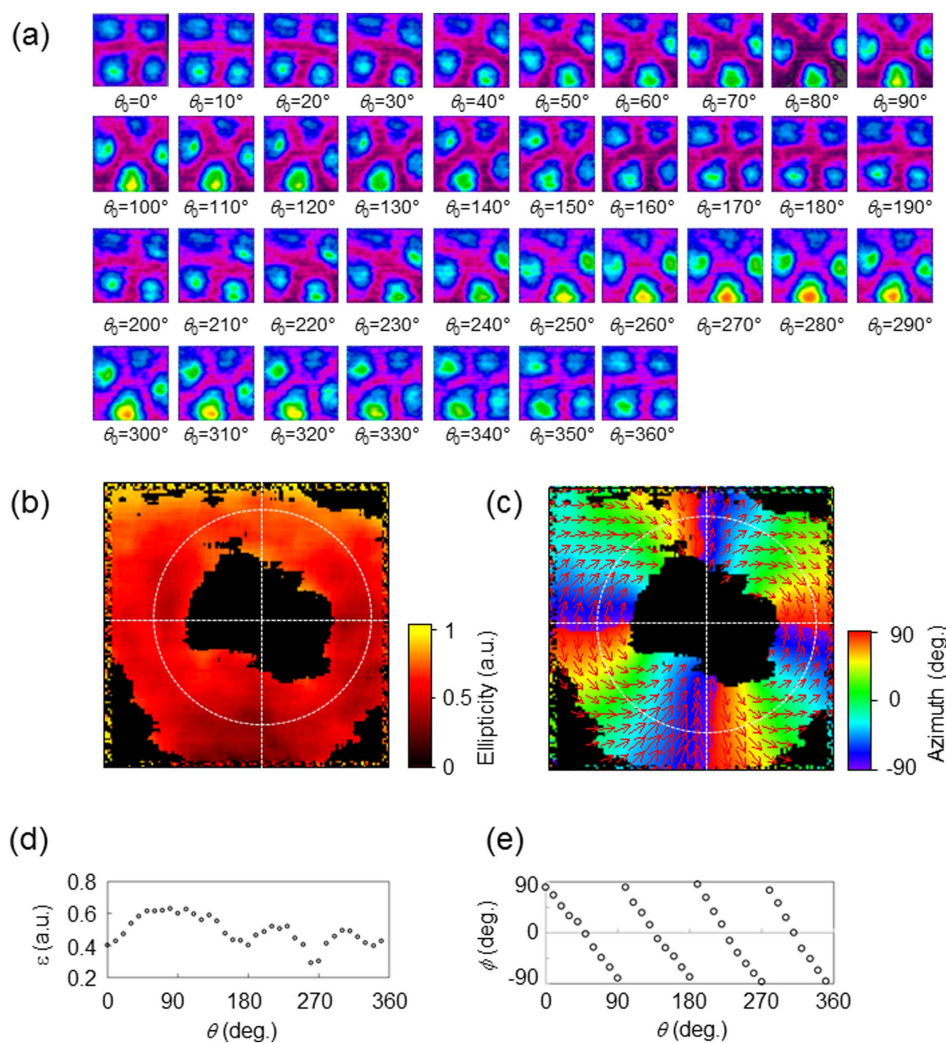 (a)
θ₀=0° θ₀=10° θ₀=20° θ₀=30° θ₀=40° θ₀=50° θ₀=60° θ₀=70° θ₀=80° θ₀=90°
θ₀=100° θ₀=110° θ₀=120° θ₀=130° θ₀=140° θ₀=150° θ₀=160° θ₀=170° θ₀=180° θ₀=190°
θ₀=200° θ₀=210° θ₀=220° θ₀=230° θ₀=240° θ₀=250° θ₀=260° θ₀=270° θ₀=280° θ₀=290°
θ₀=300° θ₀=310° θ₀=320° θ₀=330° θ₀=340° θ₀=350° θ₀=360°
(b)
1
0.5
0
Ellipticity (a.u.)
(c)
90
0
-90
Azimuth (deg.)
(d)
0.8
0.6
0.4
0.2
ε (a.u.)
0 90 180 270 360
θ (deg.)
(e)
90
0
-90
ϕ (deg.)
0 90 180 270 360
θ (deg.)